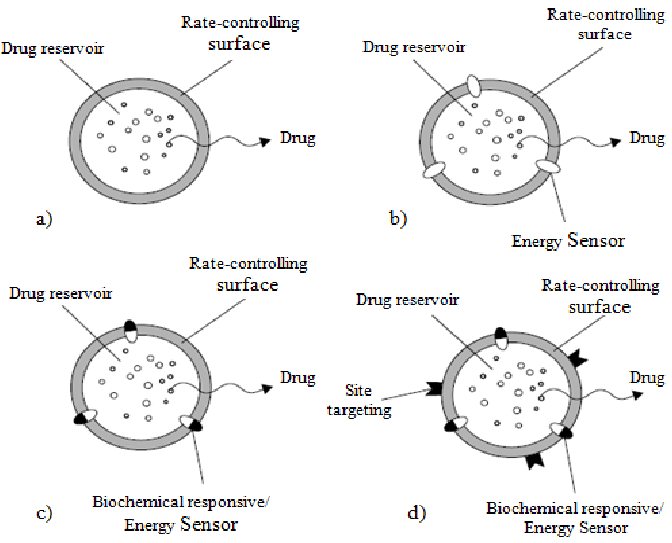 Rate-controlling
surface
Drug reservoir
Drug
a)
Rate-controlling
surface
Drug reservoir
Drug
b)
Energy Sensor
Rate-controlling
surface
Drug reservoir
Drug
Biochemical responsive/
Energy Sensor
c)
Rate-controlling
surface
Drug reservoir
Drug
Site
targeting
Biochemical responsive/
Energy Sensor
d)